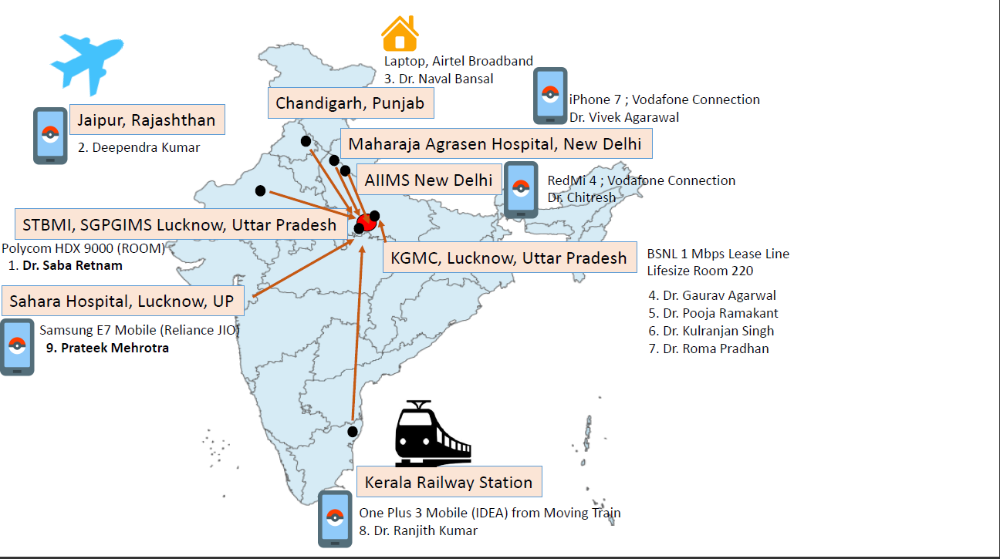 Laptop, Airtel Broadband
3. Dr. Naval Bansal
Chandigarh, Punjab
iPhone 7 ; Vodafone Connection
Dr. Vivek Agarawal
Jaipur, Rajashthan
2. Deependra Kumar
Maharaja Agrasen Hospital, New Delhi
AIIMS New Delhi
RedMi 4 ; Vodafone Connection
Dr. Chitresh
STBMI, SGPGIMS Lucknow, Uttar Pradesh
Polycom HDX 9000 (ROOM)
1. Dr. Saba Retnam
KGMC, Lucknow, Uttar Pradesh
BSNL 1 Mbps Lease Line
Lifesize Room 220
4. Dr. Gaurav Agarwal
5. Dr. Pooja Ramakant
6. Dr. Kulranjan Singh
7. Dr. Roma Pradhan
Sahara Hospital, Lucknow, UP
Samsung E7 Mobile (Reliance JIO)
9. Prateek Mehrotra
Kerala Railway Station
One Plus 3 Mobile (IDEA) from Moving Train
8. Dr. Ranjith Kumar